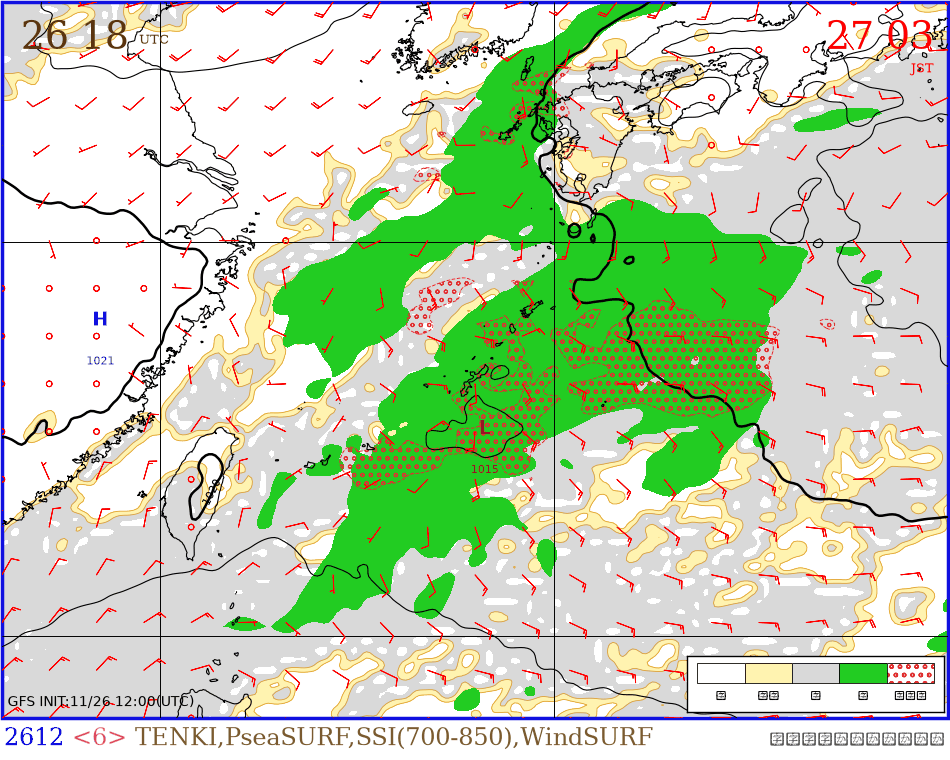 26 18 UTC
27 03
JST
H
1021
L
1015
1020
GFS INIT:11/26 12:00(UTC)
2612 <6> TENKI,PseaSURF,SSI(700-850),WindSURF